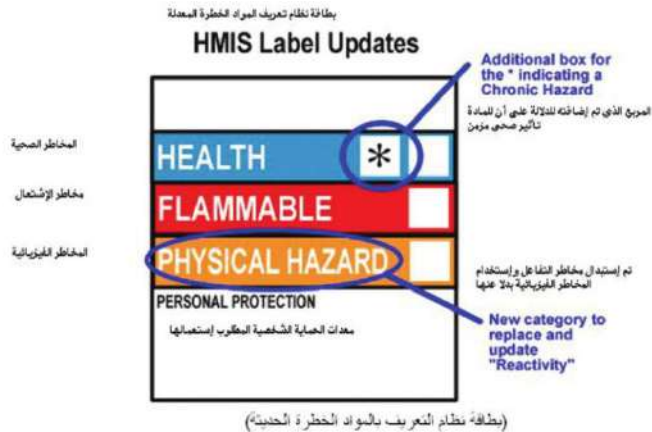 بطاقة نظام تعريف المواد الخطرة المعدلة
HMIS Label Updates
Additional box for
the * indicating a
Chronic Hazard
المربع الذي تم إضافته للدلالة على أن للمادة
تأثير صحي مزمن
المخاطر الصحية
HEALTH *
مخاطر الإشتعال
FLAMMABLE
المخاطر الفيزيائية
PHYSICAL HAZARD
تم إستبدال مخاطر التفاعل وإستخدام
المخاطر الفيزيائية بدلا عنها
PERSONAL PROTECTION
معدات الحماية الشخصية المطلوب إستعمالها
New category to
replace and
update
"Reactivity"
(بطاقة نظام التعريف بالمواد الخطرة الحديثة)